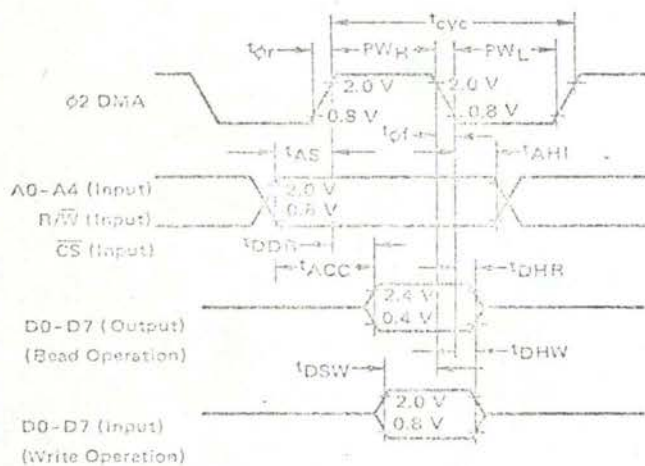 tcyc
tϕr PWH PWL
2.0 V 2.0 V
ϕ2 DMA
0.8 V 0.8 V
tϕf
tAS tAHI
A0-A4 (Input) 2.0 V
R/W̅ (Input) 0.8 V
tDDR
C̅S̅ (Input)
tACC tDHR
2.4 V
D0-D7 (Output) 0.4 V
(Read Operation) tDHW
tDSW
2.0 V
D0-D7 (Input) 0.8 V
(Write Operation)